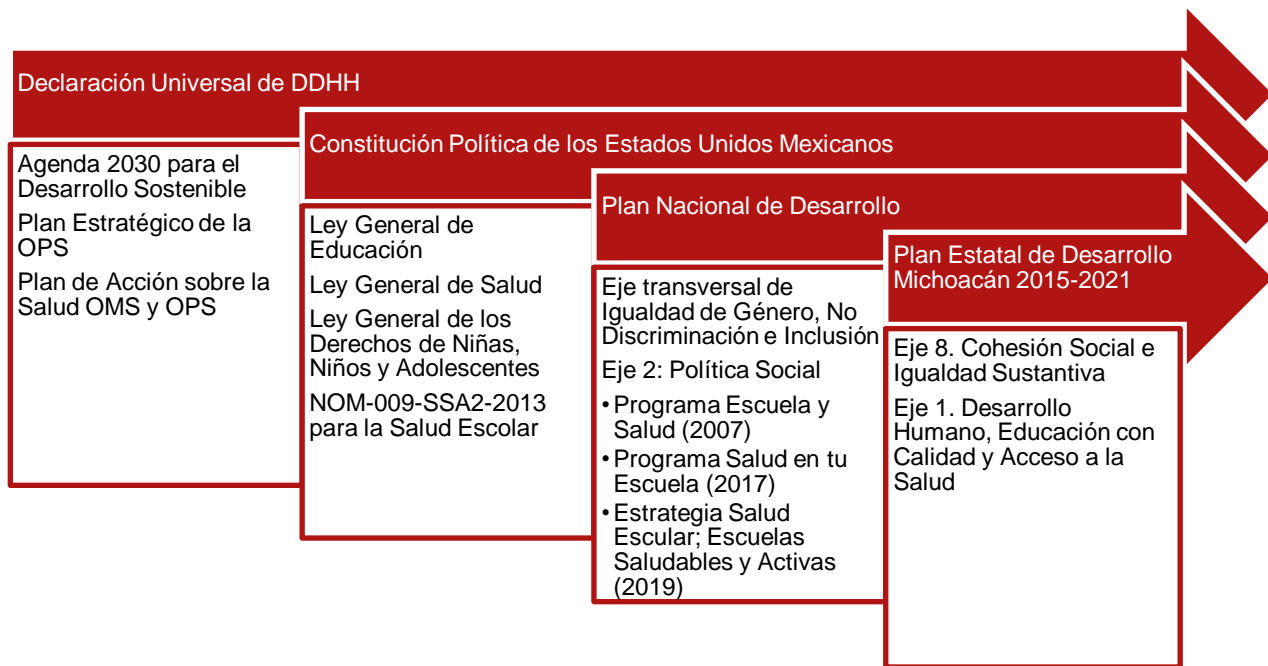 Declaración Universal de DDHH
Agenda 2030 para el
Desarrollo Sostenible
Plan Estratégico de la
OPS
Plan de Acción sobre la
Salud OMS y OPS
Constitución Política de los Estados Unidos Mexicanos
Ley General de
Educación
Ley General de Salud
Ley General de los
Derechos de Niñas,
Niños y Adolescentes
NOM-009-SSA2-2013
para la Salud Escolar
Plan Nacional de Desarrollo
Eje transversal de
Igualdad de Género, No
Discriminación e Inclusión
Eje 2: Política Social
• Programa Escuela y
Salud (2007)
• Programa Salud en tu
Escuela (2017)
• Estrategia Salud
Escular; Escuelas
Saludables y Activas
(2019)
Plan Estatal de Desarrollo
Michoacán 2015-2021
Eje 8. Cohesión Social e
Igualdad Sustantiva
Eje 1. Desarrollo
Humano, Educación con
Calidad y Acceso a la
Salud